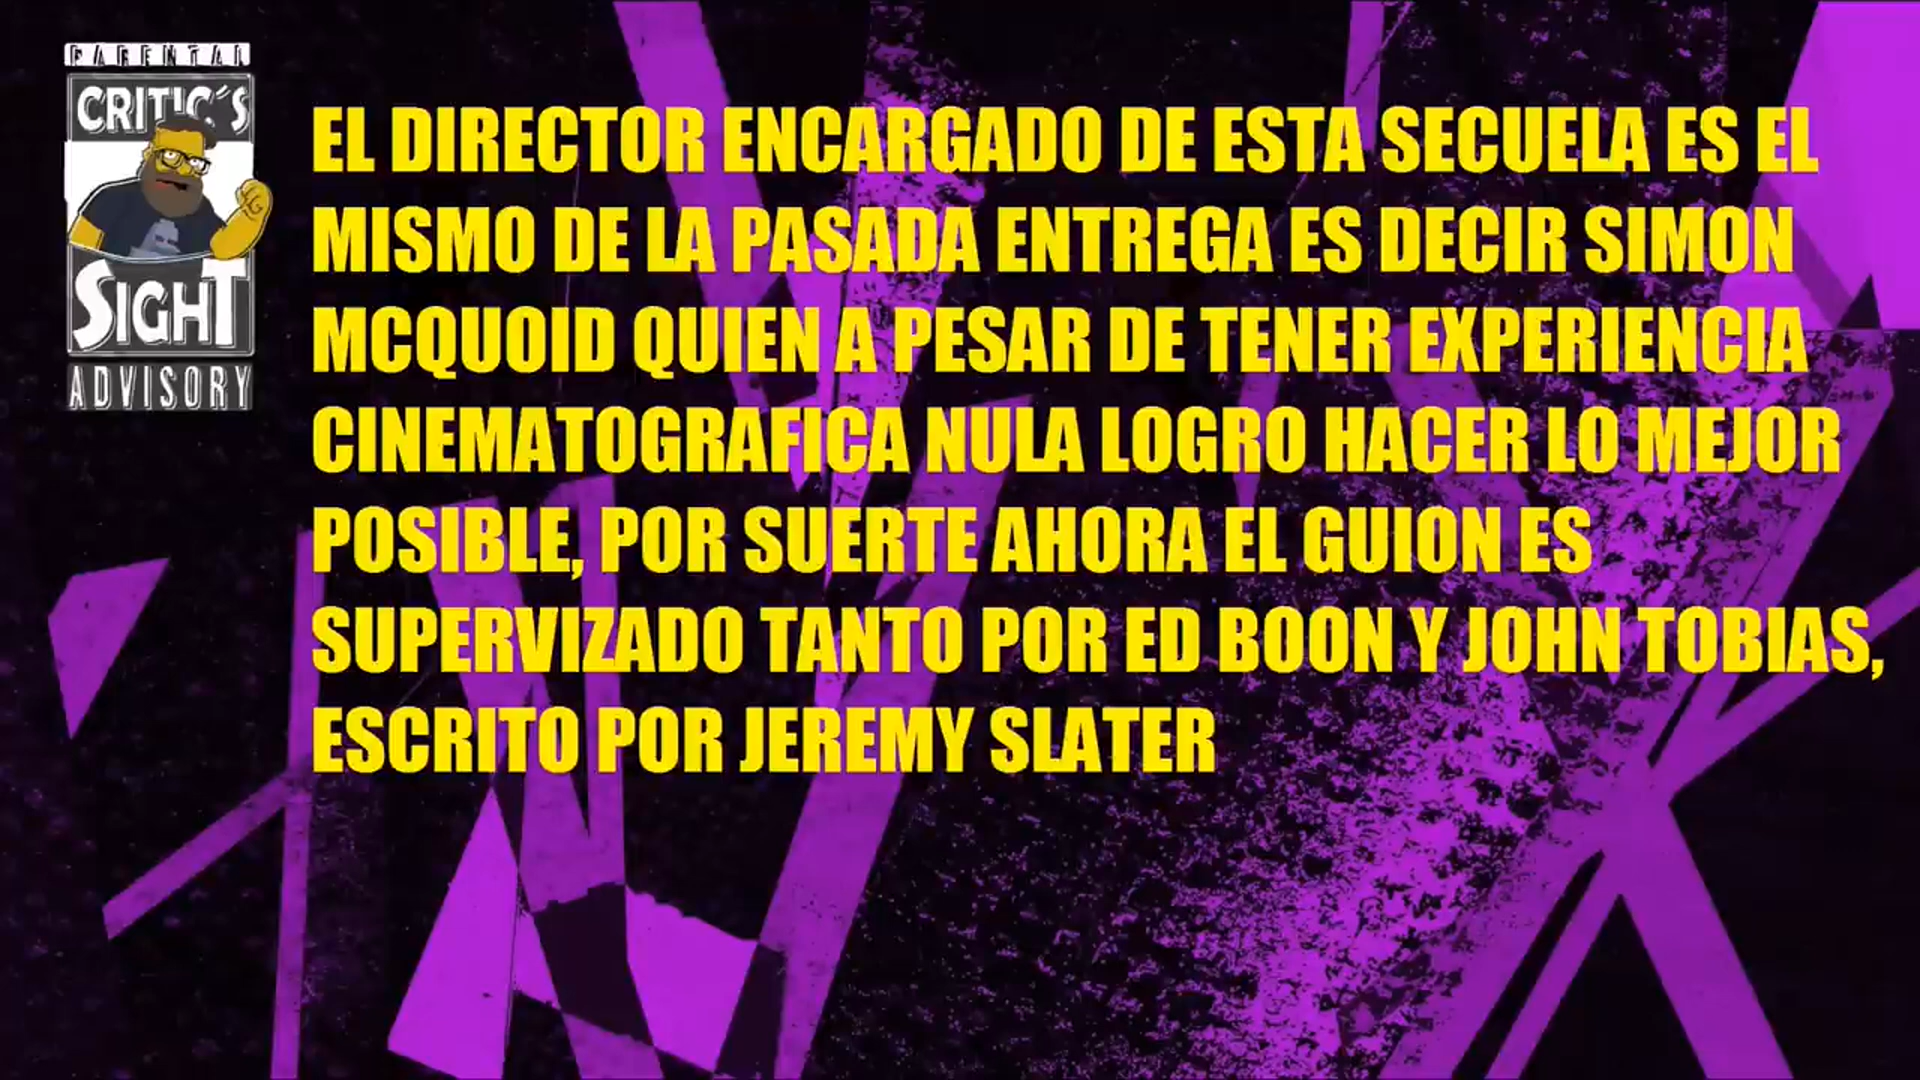 PARENTAL
CRITIC´S
SIGHT
ADVISORY
EL DIRECTOR ENCARGADO DE ESTA SECUELA ES EL
MISMO DE LA PASADA ENTREGA ES DECIR SIMON
MCQUOID QUIEN A PESAR DE TENER EXPERIENCIA
CINEMATOGRAFICA NULA LOGRO HACER LO MEJOR
POSIBLE, POR SUERTE AHORA EL GUION ES
SUPERVIZADO TANTO POR ED BOON Y JOHN TOBIAS,
ESCRITO POR JEREMY SLATER